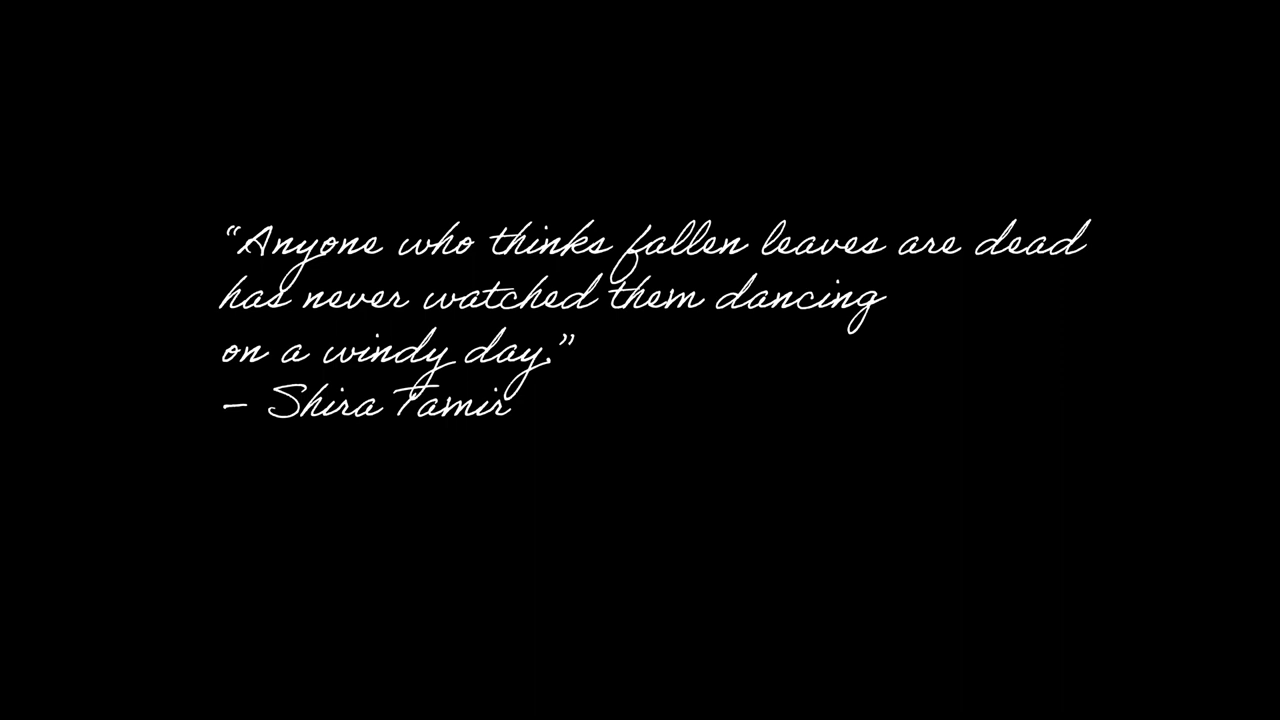 “Anyone who thinks fallen leaves are dead
has never watched them dancing
on a windy day.”
– Shira Tamir